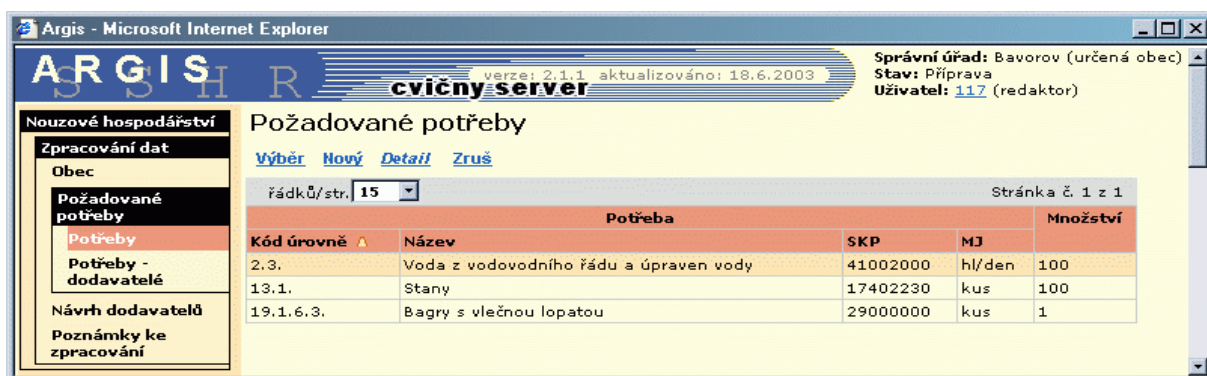 Argis - Microsoft Internet Explorer
ARGIS
SSHR
verze: 2.1.1 aktualizováno: 18.6.2003
cvičny server
Správní úřad: Bavorov (určená obec)
Stav: Příprava
Uživatel: 117 (redaktor)
Nouzové hospodářství
Zpracování dat
Obec
Požadované potřeby
Potřeby
Potřeby - dodavatelé
Návrh dodavatelů
Poznámky ke zpracování
Požadované potřeby
Výběr Nový Detail Zruš
řádků/str. 15 Stránka č. 1 z 1
Potřeba Množství
Kód úrovně Název SKP MJ
2.3. Voda z vodovodního řádu a úpraven vody 41002000 hl/den 100
13.1. Stany 17402230 kus 100
19.1.6.3. Bagry s vlečnou lopatou 29000000 kus 1